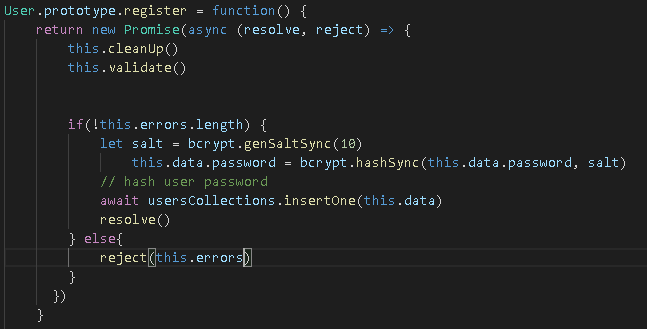 User.prototype.register = function() {
    return new Promise(async (resolve, reject) => {
        this.cleanUp()
        this.validate()
        if(!this.errors.length) {
            let salt = bcrypt.genSaltSync(10)
                this.data.password = bcrypt.hashSync(this.data.password, salt)
            // hash user password
            await usersCollections.insertOne(this.data)
            resolve()
        } else{
            reject(this.errors)
        }
      })
    }